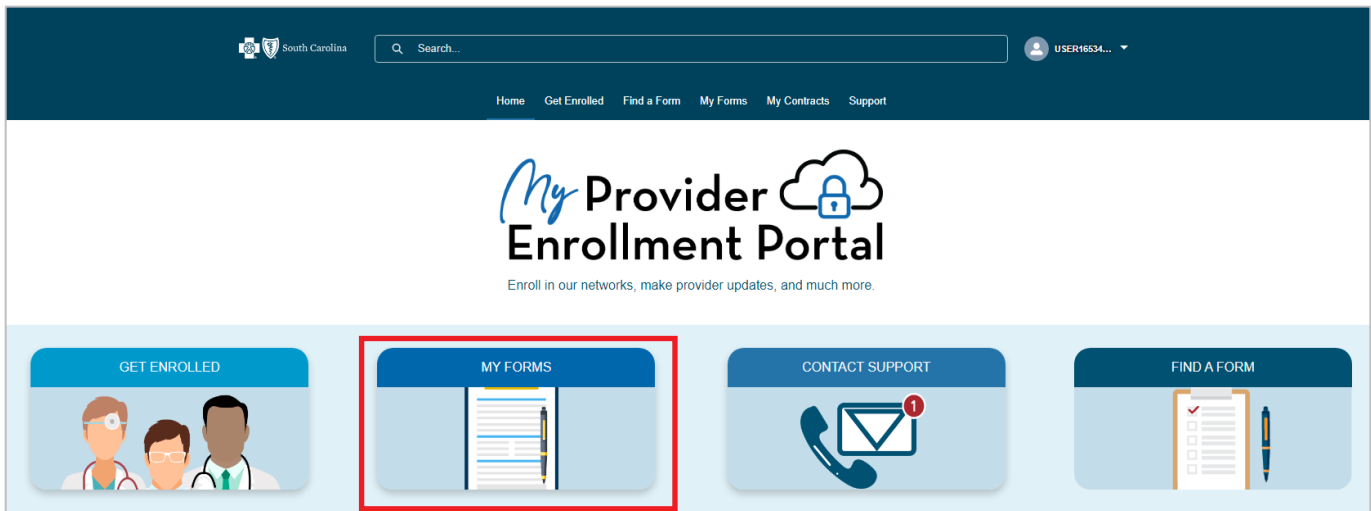 South Carolina
Search...
USER16534...
Home Get Enrolled Find a Form My Forms My Contracts Support
My Provider
Enrollment Portal
Enroll in our networks, make provider updates, and much more.
GET ENROLLED
MY FORMS
CONTACT SUPPORT
FIND A FORM
1